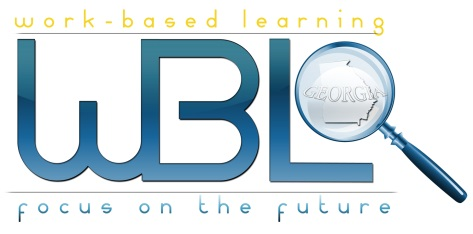 work-based learning
WBL
GEORGIA
focus on the future